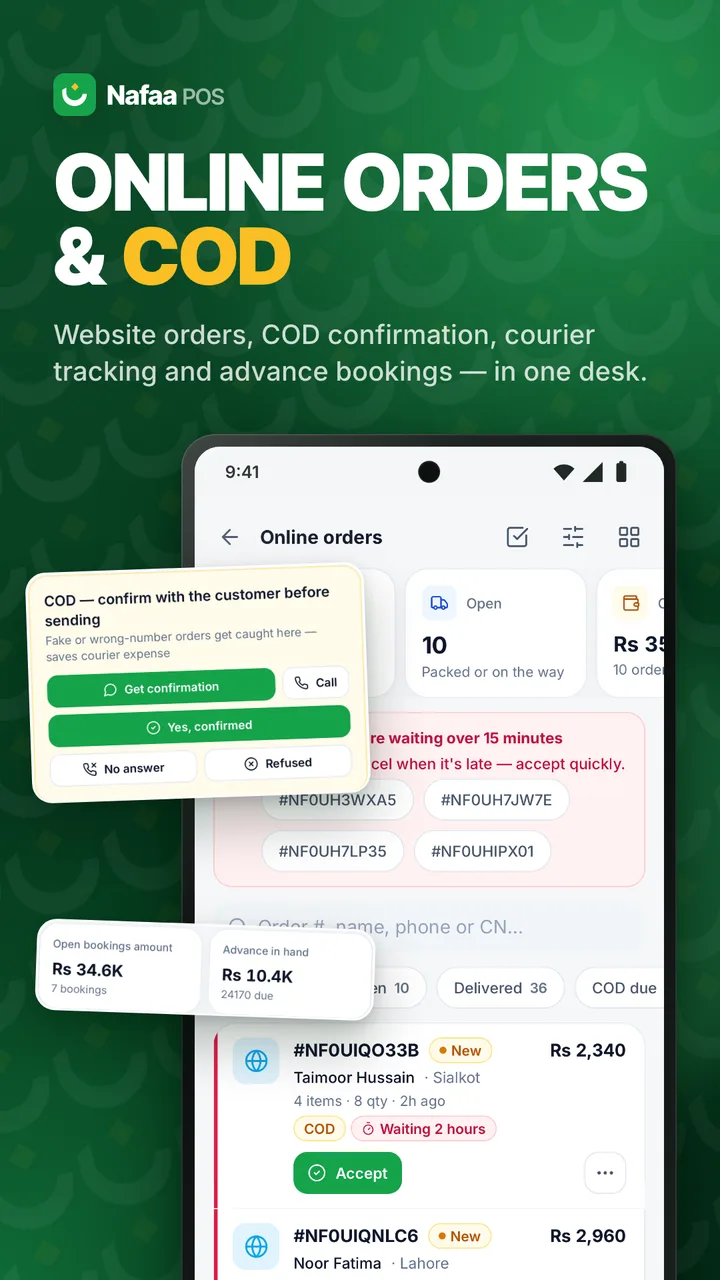 Nafaa POS
ONLINE ORDERS
& COD
Website orders, COD confirmation, courier
tracking and advance bookings — in one desk.
9:41
Online orders
COD — confirm with the customer before
sending
Fake or wrong-number orders get caught here —
saves courier expense
Get confirmation
Call
Yes, confirmed
No answer
Refused
Open
10
Packed or on the way
Rs 35
10 order
re waiting over 15 minutes
cel when it's late — accept quickly.
#NF0UH3WXA5
#NF0UH7JW7E
#NF0UH7LP35
#NF0UHIPX01
Order #, name, phone or CN...
Open bookings amount
Rs 34.6K
7 bookings
Advance in hand
Rs 10.4K
24170 due
en 10
Delivered 36
COD due
#NF0UIQO33B
New
Rs 2,340
Taimoor Hussain · Sialkot
4 items · 8 qty · 2h ago
COD
Waiting 2 hours
Accept
#NF0UIQNLC6
New
Rs 2,960
Noor Fatima · Lahore